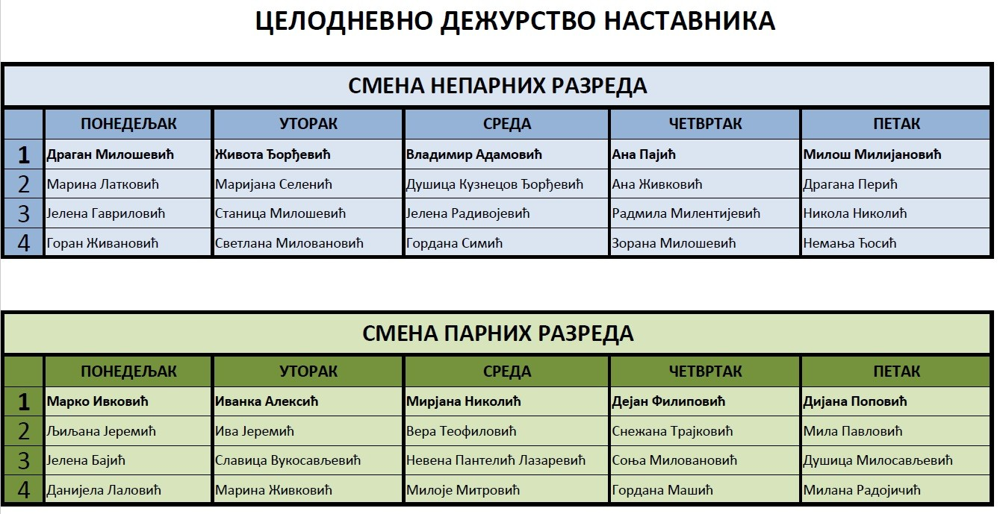 ЦЕЛОДНЕВНО ДЕЖУРСТВО НАСТАВНИКА
СМЕНА НЕПАРНИХ РАЗРЕДА
ПОНЕДЕЉАК УТОРАК СРЕДА ЧЕТВРТАК ПЕТАК
1 Драган Милошевић Живота Ђорђевић Владимир Адамовић Ана Пајић Милош Милијановић
2 Марина Латковић Маријана Селенић Душица Кузнецов Ђорђевић Ана Живковић Драгана Перић
3 Јелена Гавриловић Станица Милошевић Јелена Радивојевић Радмила Милентијевић Никола Николић
4 Горан Живановић Светлана Миловановић Гордана Симић Зорана Милошевић Немања Ћосић
СМЕНА ПАРНИХ РАЗРЕДА
ПОНЕДЕЉАК УТОРАК СРЕДА ЧЕТВРТАК ПЕТАК
1 Марко Ивковић Иванка Алексић Мирјана Николић Дејан Филиповић Дијана Поповић
2 Љиљана Јеремић Ива Јеремић Вера Теофиловић Снежана Трајковић Мила Павловић
3 Јелена Бајић Славица Вукосављевић Невена Пантелић Лазаревић Соња Миловановић Душица Милосављевић
4 Данијела Лаловић Марина Живковић Милоје Митровић Гордана Машић Милана Радојичић